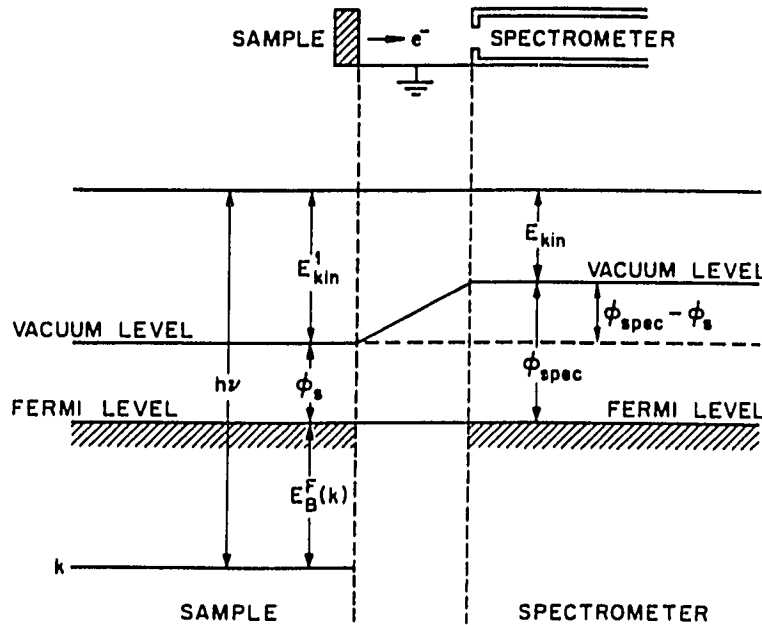 SAMPLE e⁻ SPECTROMETER
E¹kin
Ekin
VACUUM LEVEL
ϕspec − ϕs
VACUUM LEVEL
hν
ϕs
ϕspec
FERMI LEVEL
FERMI LEVEL
E_B^F(k)
k
SAMPLE
SPECTROMETER